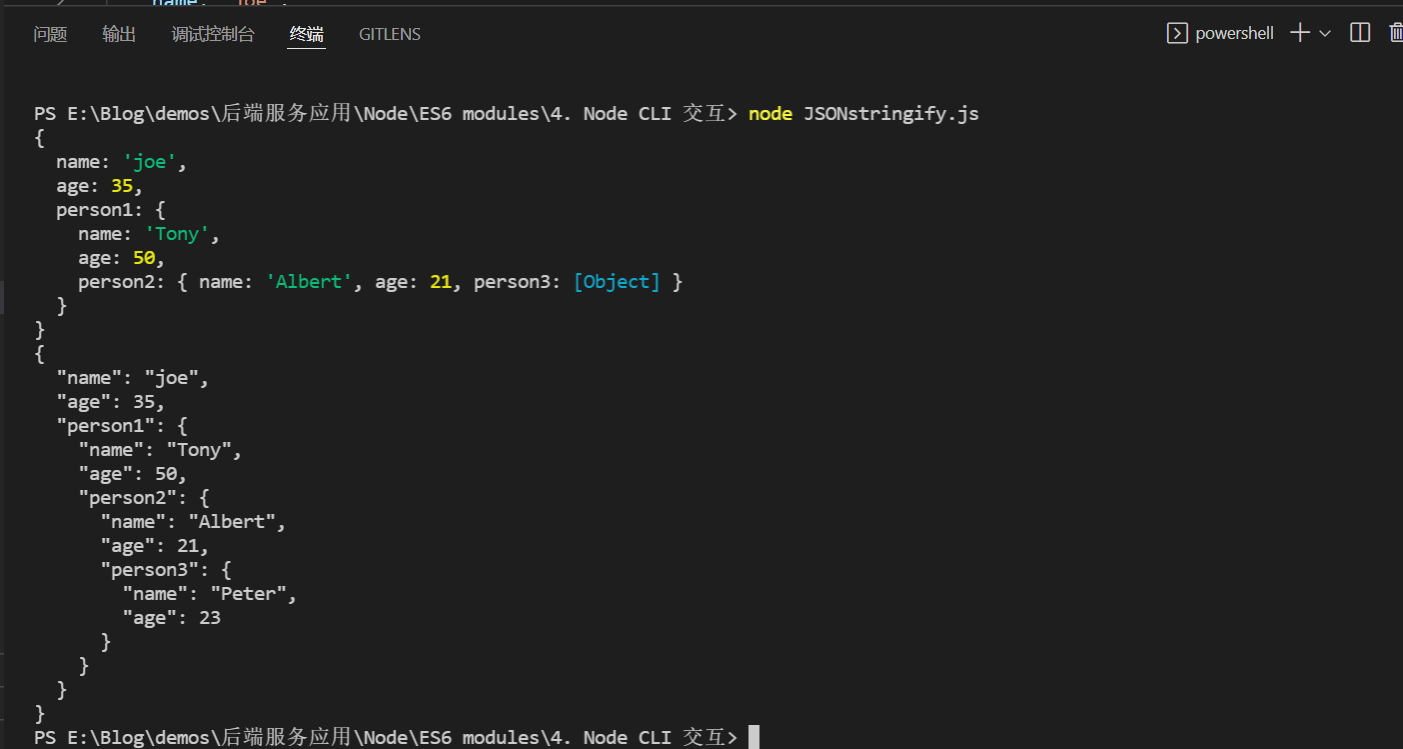 name: 'joe',
问题 输出 调试控制台 终端 GITLENS powershell
PS E:\Blog\demos\后端服务应用\Node\ES6 modules\4. Node CLI 交互> node JSONstringify.js
{
  name: 'joe',
  age: 35,
  person1: {
    name: 'Tony',
    age: 50,
    person2: { name: 'Albert', age: 21, person3: [Object] }
  }
}
{
  "name": "joe",
  "age": 35,
  "person1": {
    "name": "Tony",
    "age": 50,
    "person2": {
      "name": "Albert",
      "age": 21,
      "person3": {
        "name": "Peter",
        "age": 23
      }
    }
  }
}
PS E:\Blog\demos\后端服务应用\Node\ES6 modules\4. Node CLI 交互>